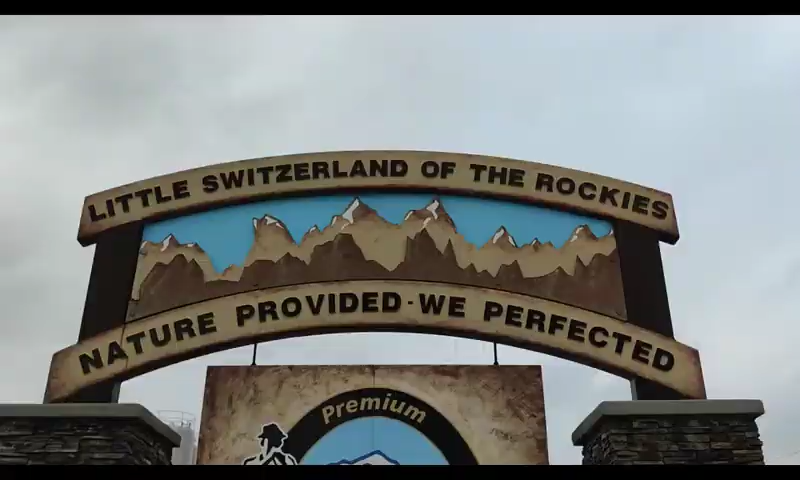 LITTLE SWITZERLAND OF THE ROCKIES
NATURE PROVIDED-WE PERFECTED
Premium